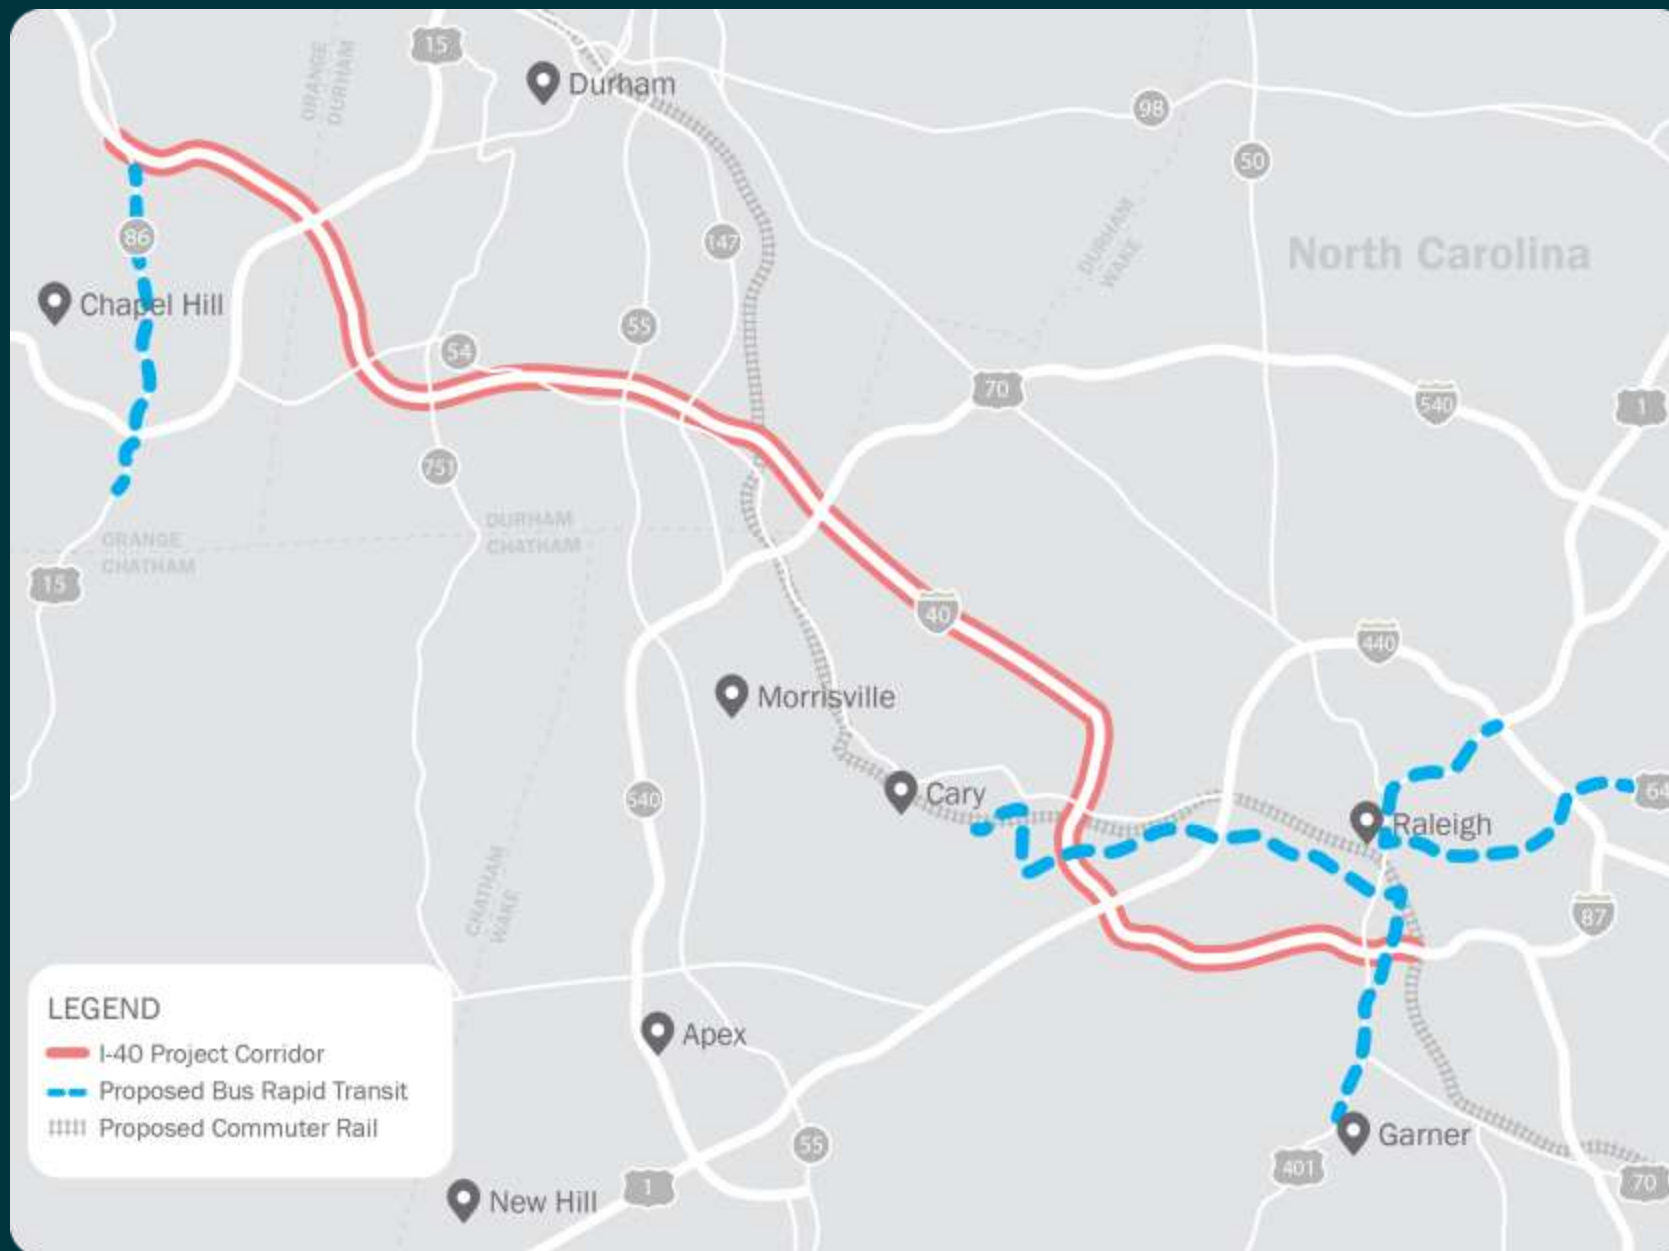 15
ORANGE
DURHAM
Durham
98
50
86
147
DURHAM
WAKE
North Carolina
Chapel Hill
55
54
70
540
1
751
DURHAM
CHATHAM
ORANGE
CHATHAM
15
40
440
Morrisville
Cary
540
64
Raleigh
CHATHAM
WAKE
87
LEGEND
I-40 Project Corridor
Proposed Bus Rapid Transit
Proposed Commuter Rail
Apex
55
Garner
401
70
1
New Hill